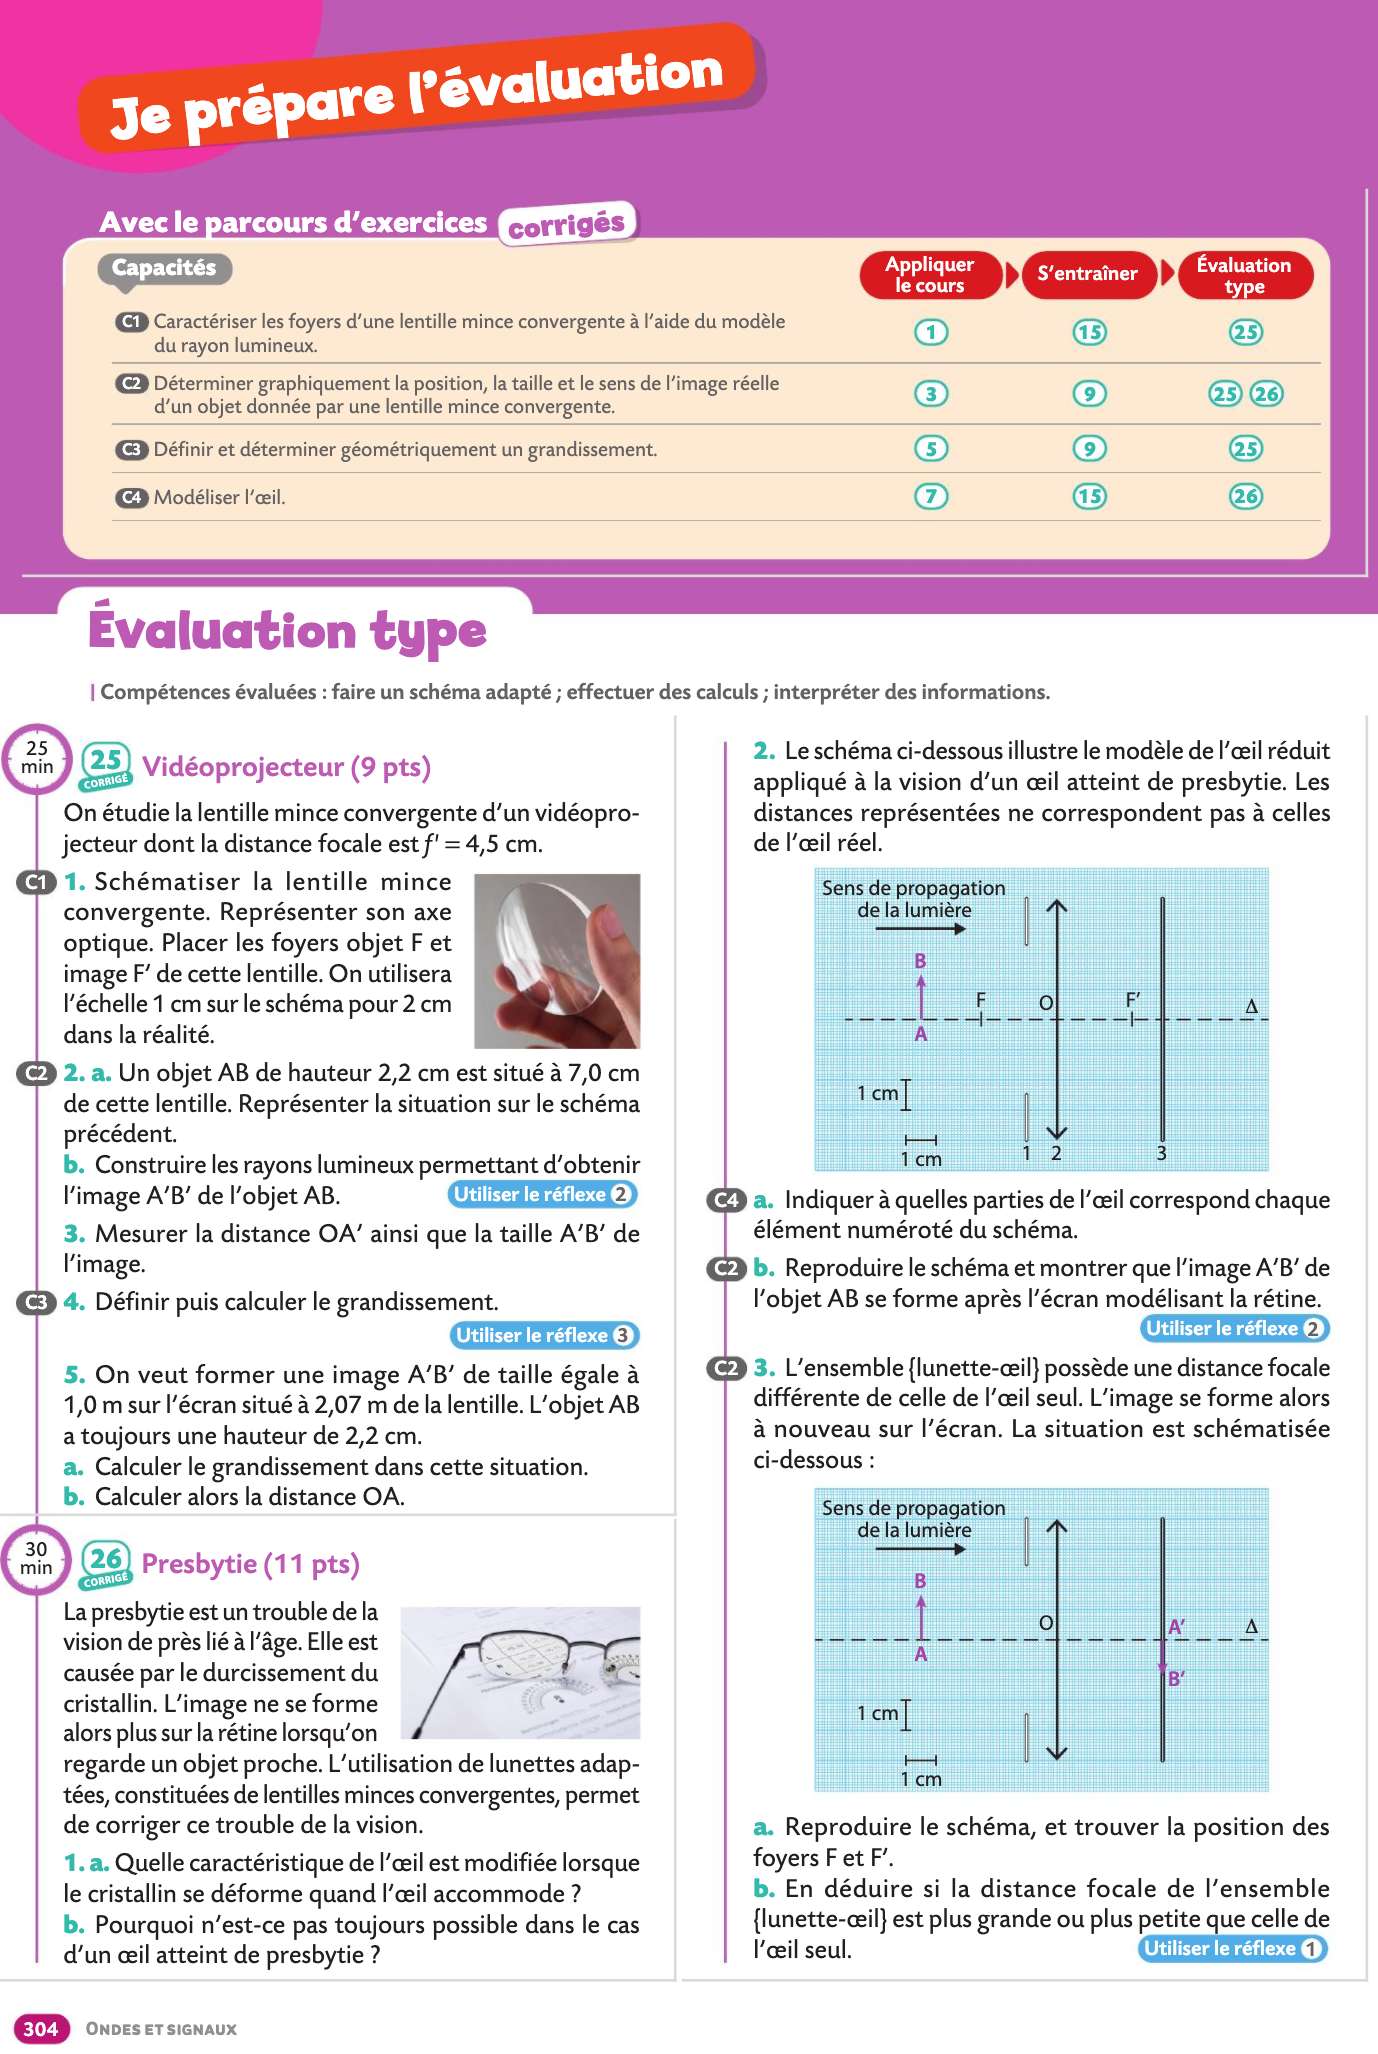 Je prépare l'évaluation
Avec le parcours d'exercices corrigés
Capacités
Appliquer
le cours
S'entraîner
Évaluation
type
C1 Caractériser les foyers d'une lentille mince convergente à l'aide du modèle
du rayon lumineux.
1
15
25
C2 Déterminer graphiquement la position, la taille et le sens de l'image réelle
d'un objet donnée par une lentille mince convergente.
3
9
25 26
C3 Définir et déterminer géométriquement un grandissement.
5
9
25
C4 Modéliser l'œil.
7
15
26
Évaluation type
Compétences évaluées : faire un schéma adapté ; effectuer des calculs ; interpréter des informations.
25
min
25
CORRIGÉ
Vidéoprojecteur (9 pts)
On étudie la lentille mince convergente d'un vidéopro-
jecteur dont la distance focale est f' = 4,5 cm.
C1 1. Schématiser la lentille mince
convergente. Représenter son axe
optique. Placer les foyers objet F et
image F' de cette lentille. On utilisera
l'échelle 1 cm sur le schéma pour 2 cm
dans la réalité.
C2 2. a. Un objet AB de hauteur 2,2 cm est situé à 7,0 cm
de cette lentille. Représenter la situation sur le schéma
précédent.
b. Construire les rayons lumineux permettant d'obtenir
l'image A'B' de l'objet AB.
Utiliser le réflexe 2
3. Mesurer la distance OA' ainsi que la taille A'B' de
l'image.
C3 4. Définir puis calculer le grandissement.
Utiliser le réflexe 3
5. On veut former une image A'B' de taille égale à
1,0 m sur l'écran situé à 2,07 m de la lentille. L'objet AB
a toujours une hauteur de 2,2 cm.
a. Calculer le grandissement dans cette situation.
b. Calculer alors la distance OA.
30
min
26
CORRIGÉ
Presbytie (11 pts)
La presbytie est un trouble de la
vision de près lié à l'âge. Elle est
causée par le durcissement du
cristallin. L'image ne se forme
alors plus sur la rétine lorsqu'on
regarde un objet proche. L'utilisation de lunettes adap-
tées, constituées de lentilles minces convergentes, permet
de corriger ce trouble de la vision.
1. a. Quelle caractéristique de l'œil est modifiée lorsque
le cristallin se déforme quand l'œil accommode ?
b. Pourquoi n'est-ce pas toujours possible dans le cas
d'un œil atteint de presbytie ?
2. Le schéma ci-dessous illustre le modèle de l'œil réduit
appliqué à la vision d'un œil atteint de presbytie. Les
distances représentées ne correspondent pas à celles
de l'œil réel.
Sens de propagation
de la lumière
B
F
O
F'
Δ
A
1 cm
1 cm
1 2
3
C4 a. Indiquer à quelles parties de l'œil correspond chaque
élément numéroté du schéma.
C2 b. Reproduire le schéma et montrer que l'image A'B' de
l'objet AB se forme après l'écran modélisant la rétine.
Utiliser le réflexe 2
C2 3. L'ensemble {lunette-œil} possède une distance focale
différente de celle de l'œil seul. L'image se forme alors
à nouveau sur l'écran. La situation est schématisée
ci-dessous :
Sens de propagation
de la lumière
B
O
A'
Δ
A
B'
1 cm
1 cm
a. Reproduire le schéma, et trouver la position des
foyers F et F'.
b. En déduire si la distance focale de l'ensemble
{lunette-œil} est plus grande ou plus petite que celle de
l'œil seul.
Utiliser le réflexe 1
304 ONDES ET SIGNAUX